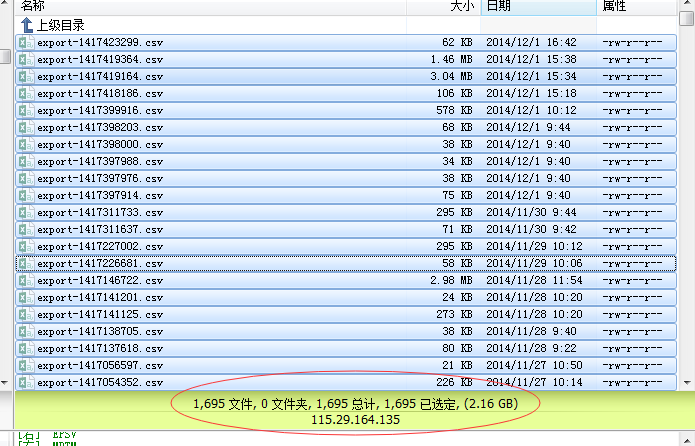 名称 大小 日期 属性
上级目录
export-1417423299.csv 62 KB 2014/12/1 16:42 -rw-r--r--
export-1417419364.csv 1.46 MB 2014/12/1 15:38 -rw-r--r--
export-1417419164.csv 3.04 MB 2014/12/1 15:34 -rw-r--r--
export-1417418186.csv 106 KB 2014/12/1 15:18 -rw-r--r--
export-1417399916.csv 578 KB 2014/12/1 10:12 -rw-r--r--
export-1417398203.csv 68 KB 2014/12/1 9:44 -rw-r--r--
export-1417398000.csv 38 KB 2014/12/1 9:40 -rw-r--r--
export-1417397988.csv 34 KB 2014/12/1 9:40 -rw-r--r--
export-1417397976.csv 38 KB 2014/12/1 9:40 -rw-r--r--
export-1417397914.csv 75 KB 2014/12/1 9:40 -rw-r--r--
export-1417311733.csv 295 KB 2014/11/30 9:44 -rw-r--r--
export-1417311637.csv 71 KB 2014/11/30 9:42 -rw-r--r--
export-1417227002.csv 295 KB 2014/11/29 10:12 -rw-r--r--
export-1417226681.csv 58 KB 2014/11/29 10:06 -rw-r--r--
export-1417146722.csv 2.98 MB 2014/11/28 11:54 -rw-r--r--
export-1417141201.csv 24 KB 2014/11/28 10:20 -rw-r--r--
export-1417141125.csv 273 KB 2014/11/28 10:20 -rw-r--r--
export-1417138705.csv 38 KB 2014/11/28 9:40 -rw-r--r--
export-1417137618.csv 80 KB 2014/11/28 9:22 -rw-r--r--
export-1417056597.csv 21 KB 2014/11/27 10:50 -rw-r--r--
export-1417054352.csv 226 KB 2014/11/27 10:14 -rw-r--r--
1,695 文件, 0 文件夹, 1,695 总计, 1,695 已选定, (2.16 GB)
115.29.164.135